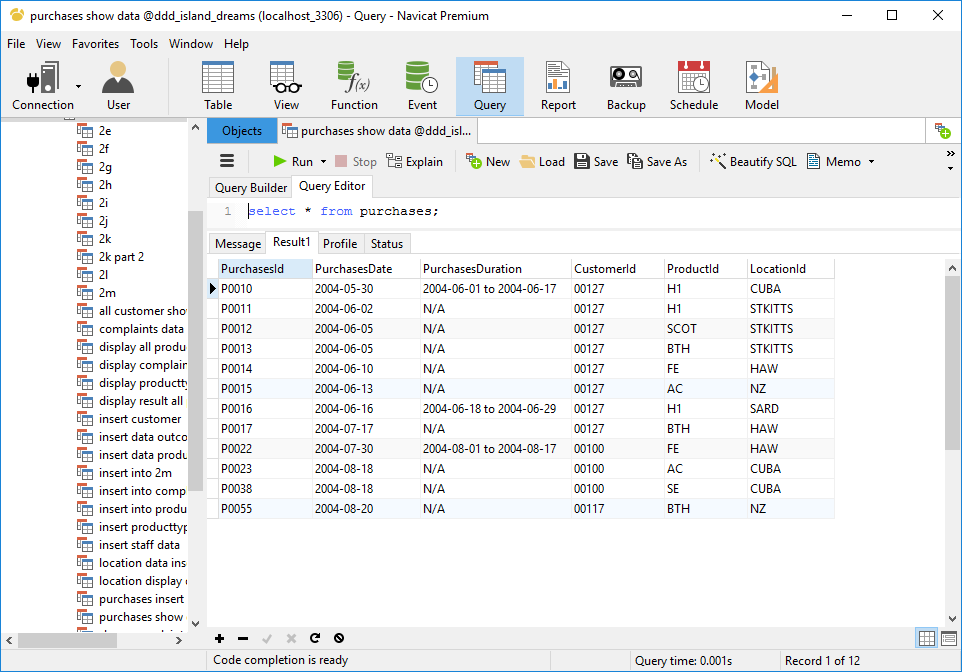 purchases show data @ddd_island_dreams (localhost_3306) - Query - Navicat Premium
File View Favorites Tools Window Help
Connection User Table View Function Event Query Report Backup Schedule Model
f(x)
2e
2f
2g
2h
2i
2j
2k
2k part 2
2l
2m
all customer sho
complaints data
display all produ
display complain
display productty
display result all
insert customer
insert data outco
insert data produ
insert into 2m
insert into comp
insert into produ
insert producttyp
insert staff data
location data ins
location display
purchases insert
purchases show
Objects purchases show data @ddd_isl...
Run Stop Explain New Load Save Save As Beautify SQL Memo
Query Builder Query Editor
1 select * from purchases;
Message Result1 Profile Status
PurchasesId PurchasesDate PurchasesDuration CustomerId ProductId LocationId
P0010 2004-05-30 2004-06-01 to 2004-06-17 00127 H1 CUBA
P0011 2004-06-02 N/A 00127 H1 STKITTS
P0012 2004-06-05 N/A 00127 SCOT STKITTS
P0013 2004-06-05 N/A 00127 BTH STKITTS
P0014 2004-06-10 N/A 00127 FE HAW
P0015 2004-06-13 N/A 00127 AC NZ
P0016 2004-06-16 2004-06-18 to 2004-06-29 00127 H1 SARD
P0017 2004-07-17 N/A 00127 BTH HAW
P0022 2004-07-30 2004-08-01 to 2004-08-17 00100 FE HAW
P0023 2004-08-18 N/A 00100 AC CUBA
P0038 2004-08-18 N/A 00100 SE CUBA
P0055 2004-08-20 N/A 00117 BTH NZ
Code completion is ready Query time: 0.001s Record 1 of 12